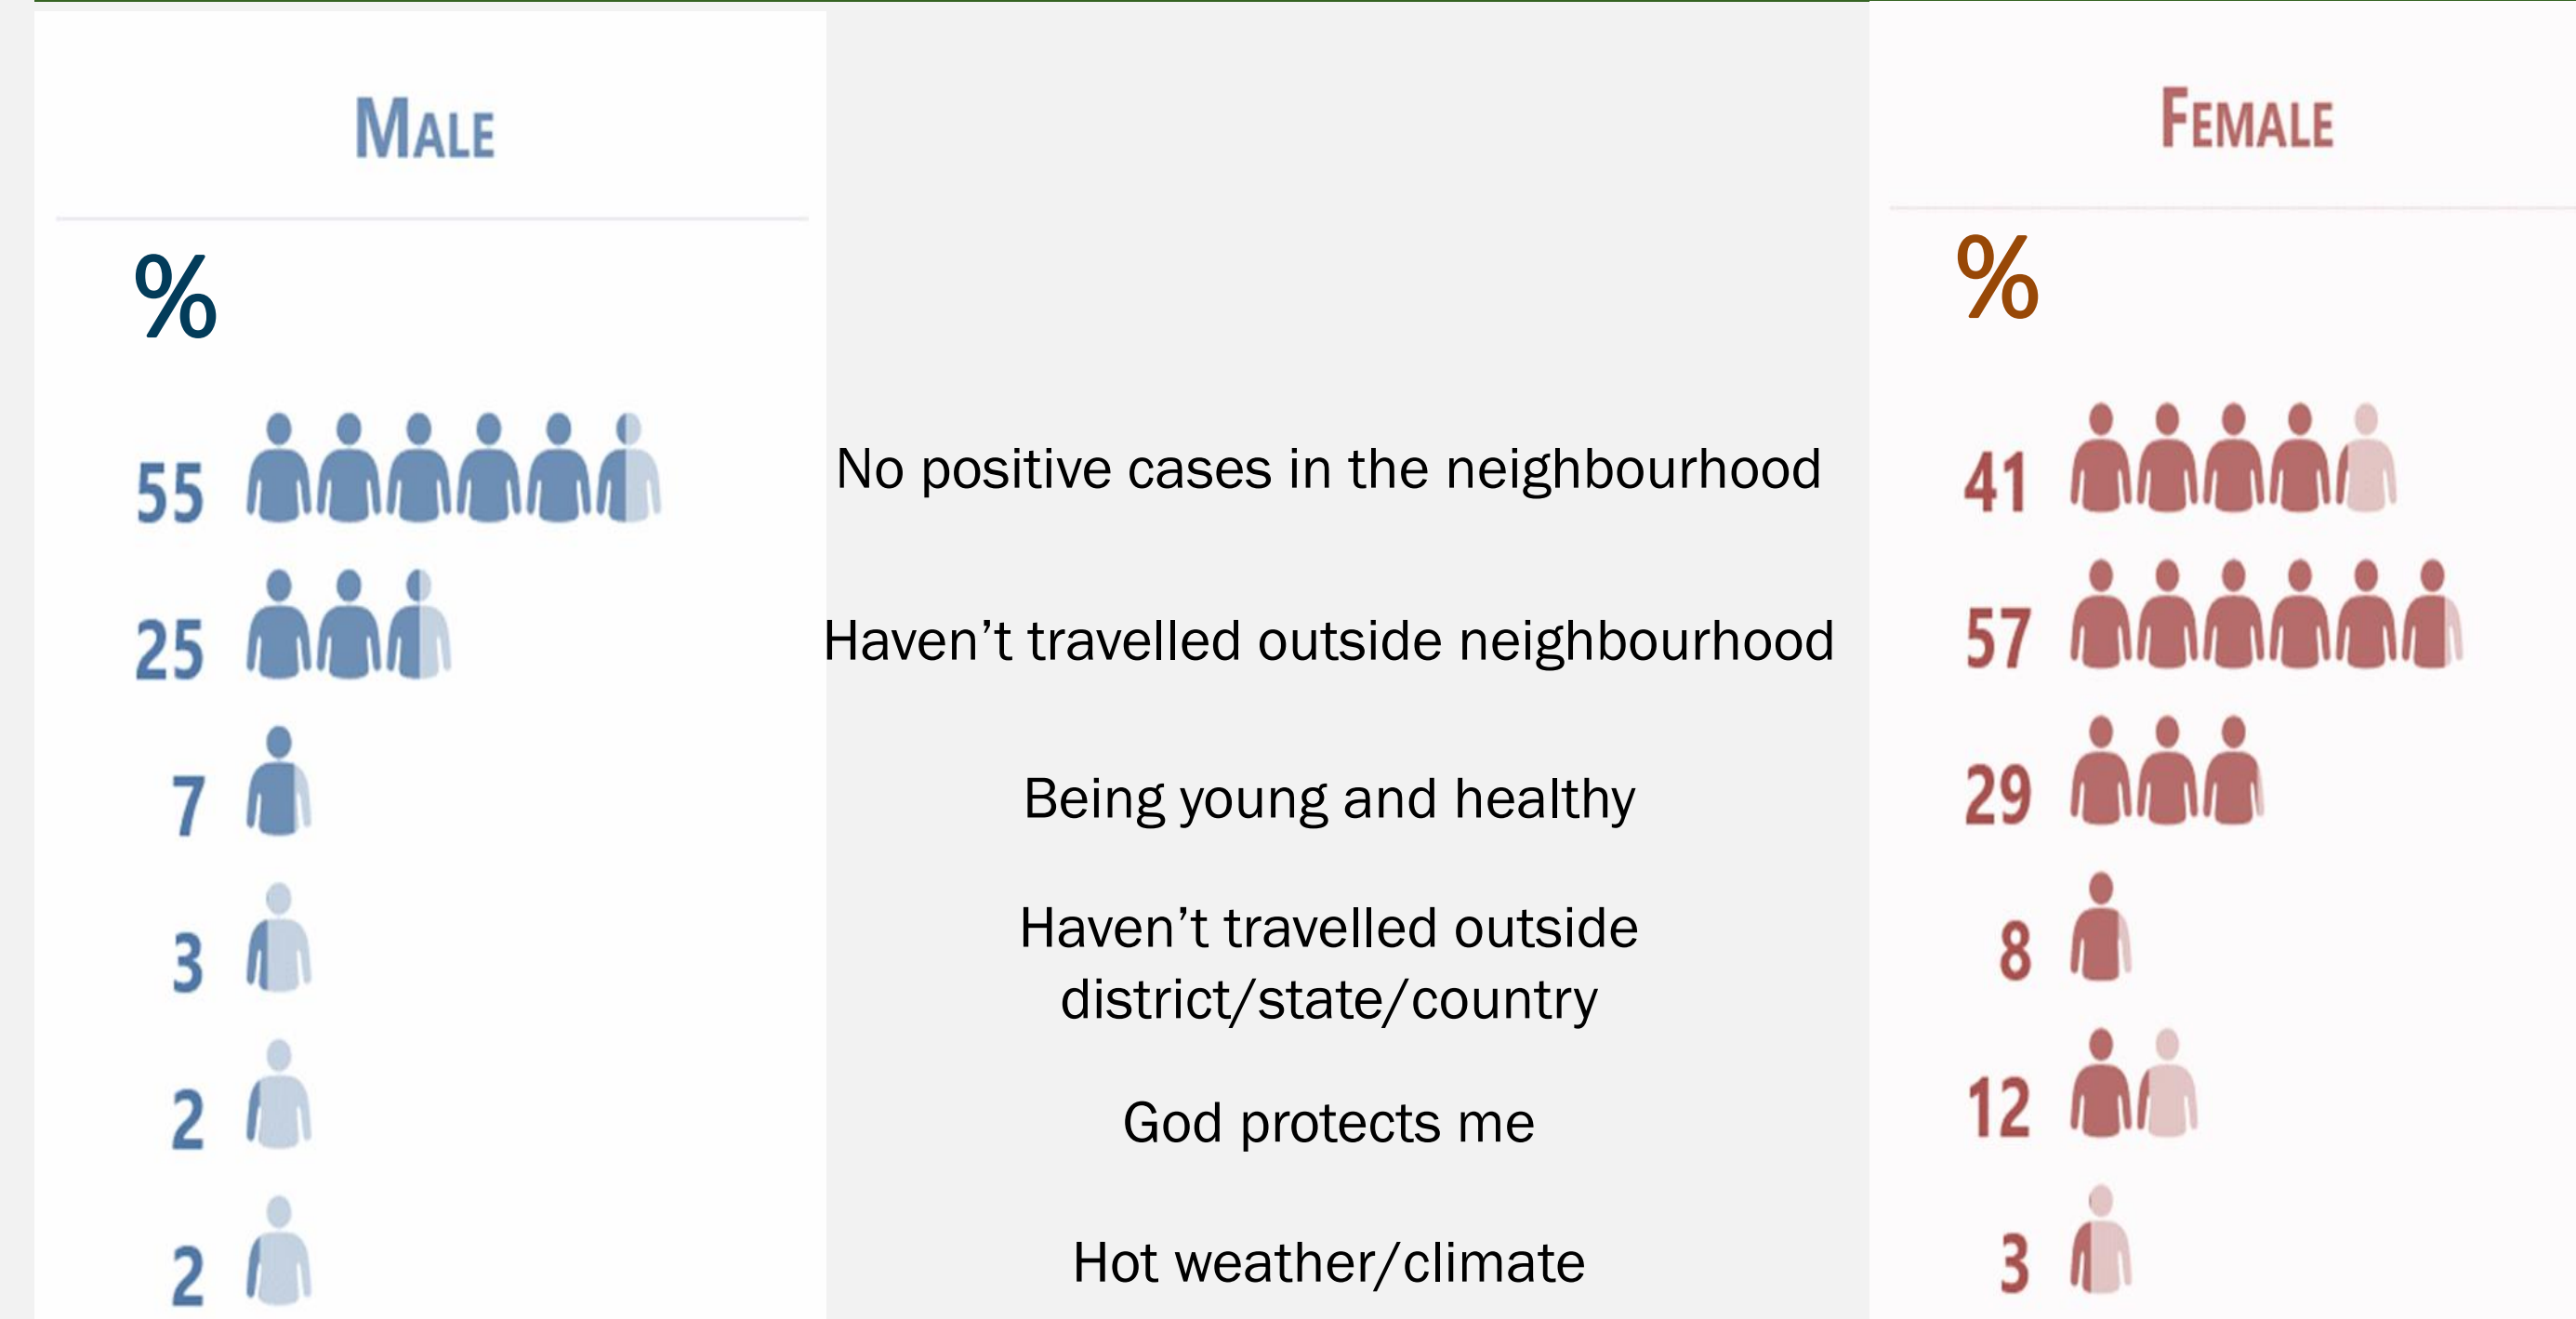 MALE
FEMALE
%
%
55 No positive cases in the neighbourhood 41
25 Haven’t travelled outside neighbourhood 57
7 Being young and healthy 29
3 Haven’t travelled outside 8
district/state/country
2 God protects me 12
2 Hot weather/climate 3